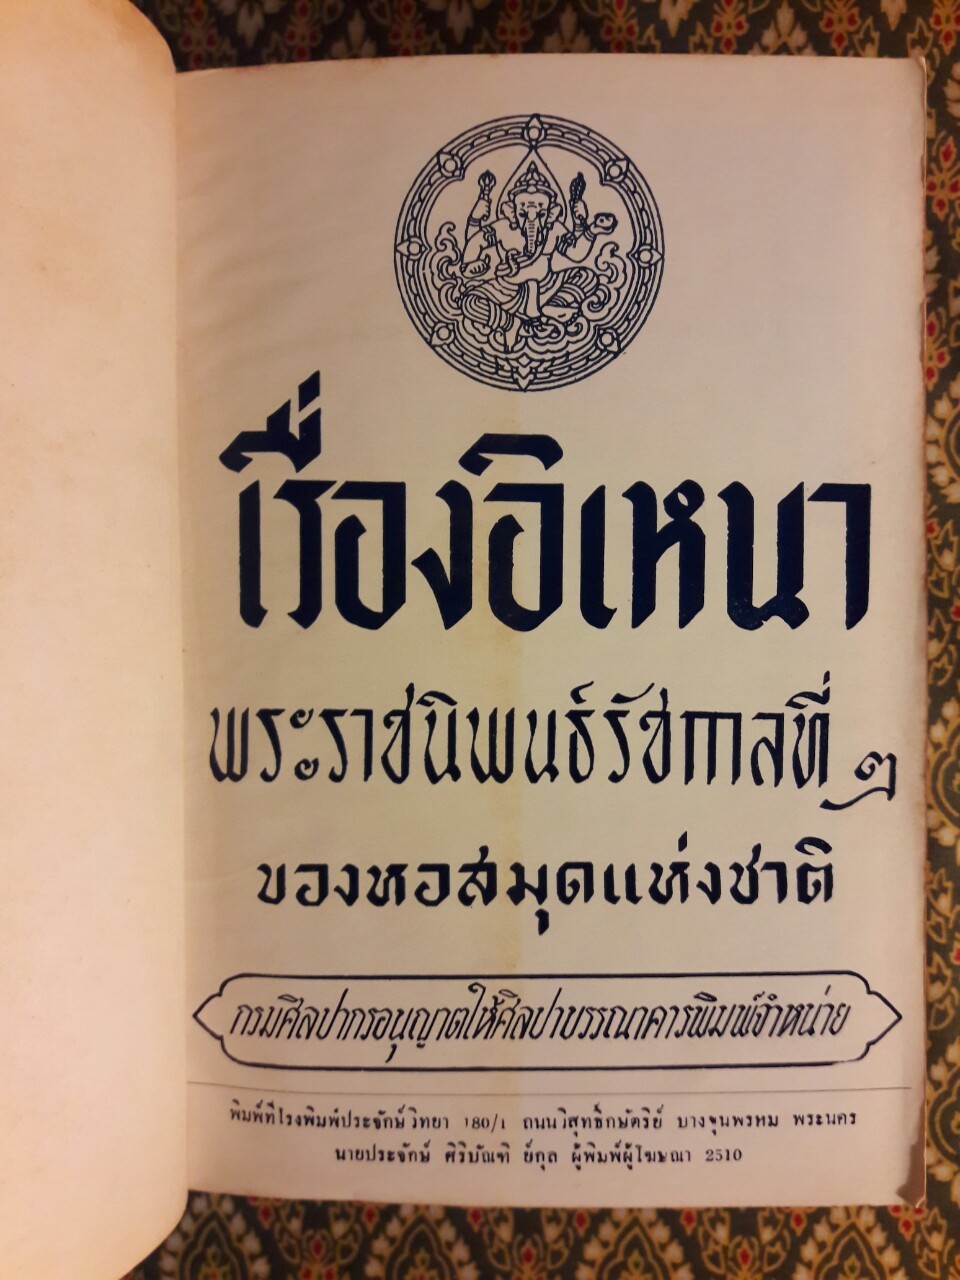 เรื่องอิเหนา
พระราชนิพนธ์รัชกาลที่ ๒
ของหอสมุดแห่งชาติ
กรมศิลปากรอนุญาตให้ศิลปาบรรณาคารพิมพ์จำหน่าย
พิมพ์ที่โรงพิมพ์ประจักษ์วิทยา 180/1 ถนนวิสุทธิ์กษัตริย์ บางขุนพรหม พระนคร
นายประจักษ์ ศิริบัณฑิ ย์กุล ผู้พิมพ์ผู้โฆษณา 2510